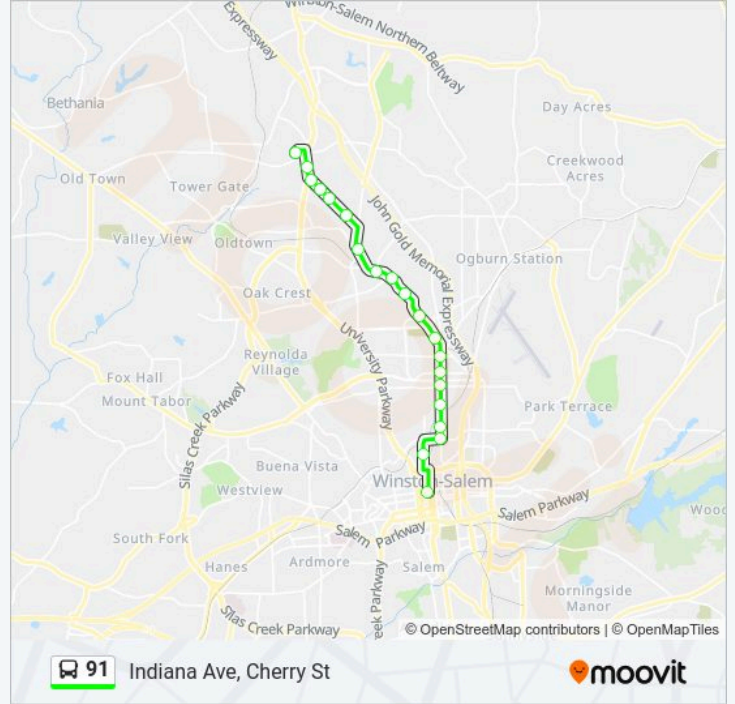 Expressway
Winston-Salem Northern Beltway
Bethania
Day Acres
Creekwood
Acres
Old Town
Tower Gate
John Gold Memorial Expressway
Valley View
Oldtown
Ogburn Station
Oak Crest
University Parkway
Reynolda
Village
Fox Hall
Mount Tabor
Silas Creek Parkway
Park Terrace
Buena Vista
Winston-Salem
Westview
Salem Parkway
Wood
South Fork
Salem Parkway
Hanes
Ardmore
Salem
eek Parkway
Morningside
Manor
Silas Creek Parkway
© OpenStreetMap contributors | © OpenMapTiles
91 Indiana Ave, Cherry St
moovit